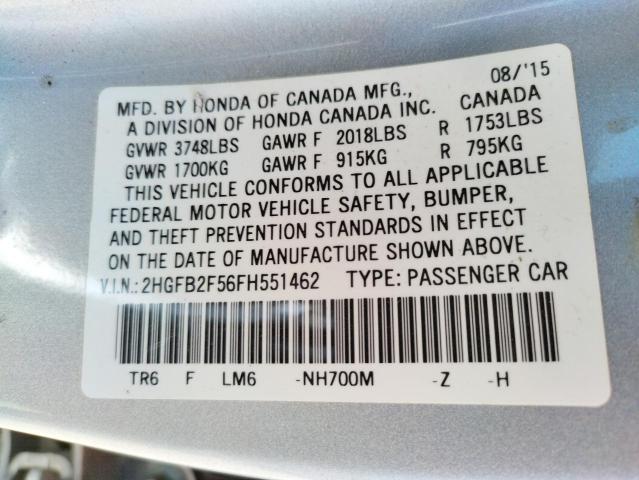 08/'15
MFD. BY HONDA OF CANADA MFG.,
A DIVISION OF HONDA CANADA INC. CANADA
GVWR 3748LBS GAWR F 2018LBS R 1753LBS
GVWR 1700KG GAWR F 915KG R 795KG
THIS VEHICLE CONFORMS TO ALL APPLICABLE
FEDERAL MOTOR VEHICLE SAFETY, BUMPER,
AND THEFT PREVENTION STANDARDS IN EFFECT
ON THE DATE OF MANUFACTURE SHOWN ABOVE.
V.I.N.:2HGFB2F56FH551462 TYPE:PASSENGER CAR
TR6 F LM6 -NH700M -Z -H